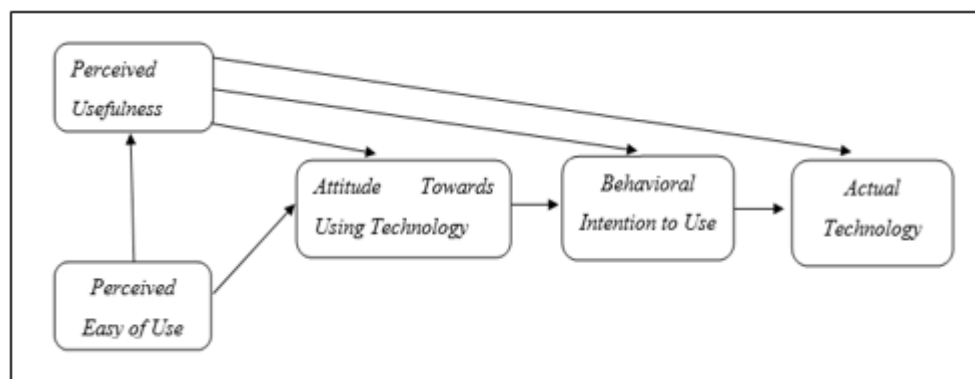 Perceived
Usefulness
Attitude Towards
Using Technology
Behavioral
Intention to Use
Actual
Technology
Perceived
Easy of Use